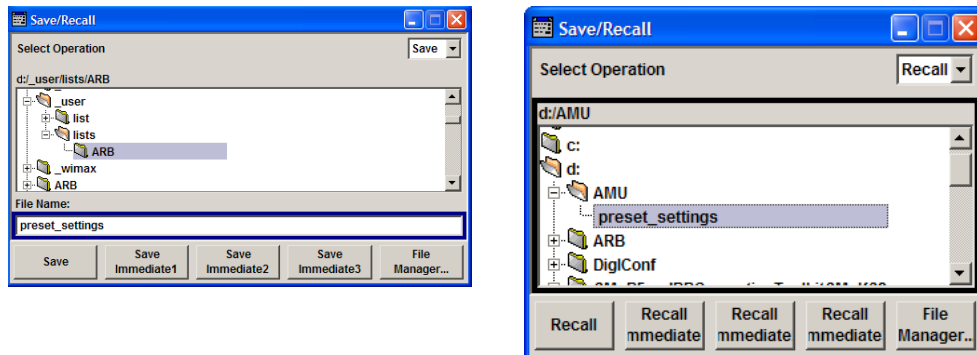 Save/Recall
Select Operation
Save
d:/_user/lists/ARB
_user
list
lists
ARB
_wimax
ARB
File Name:
preset_settings
Save
Save
Immediate1
Save
Immediate2
Save
Immediate3
File
Manager...
Save/Recall
Select Operation
Recall
d:/AMU
c:
d:
AMU
preset_settings
ARB
DigIConf
Recall
Recall
mmediate
Recall
mmediate
Recall
mmediate
File
Manager..